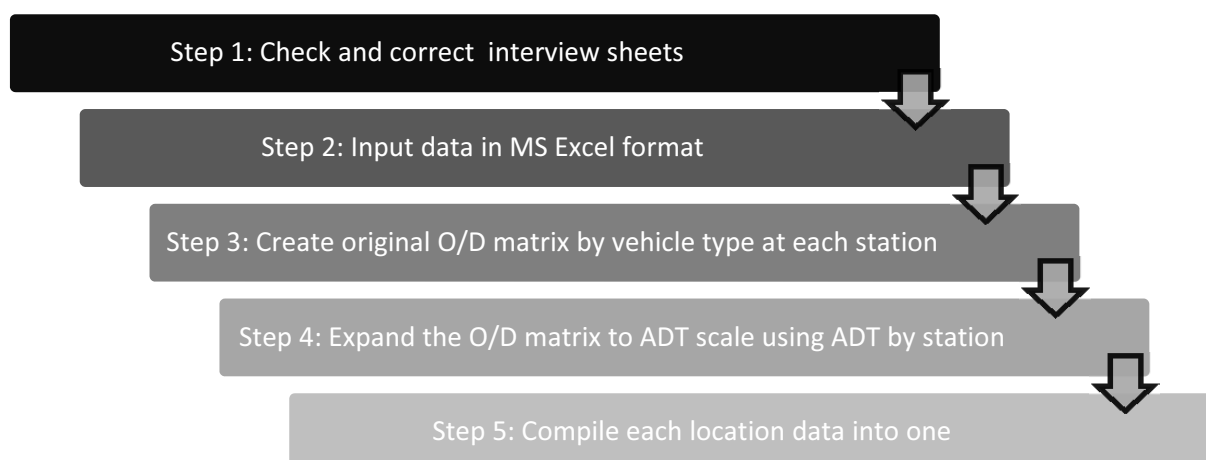 Step 1: Check and correct interview sheets
Step 2: Input data in MS Excel format
Step 3: Create original O/D matrix by vehicle type at each station
Step 4: Expand the O/D matrix to ADT scale using ADT by station
Step 5: Compile each location data into one